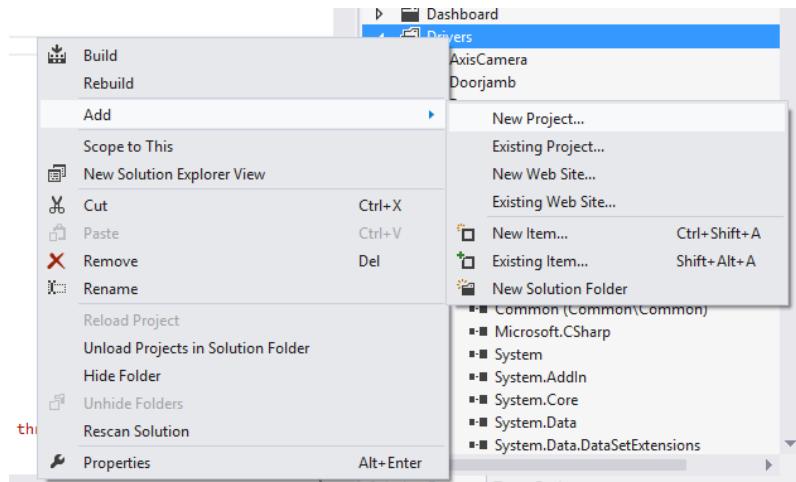 Dashboard
Drivers
AxisCamera
Doorjamb
Build
Rebuild
Add
Scope to This
New Solution Explorer View
Cut Ctrl+X
Paste Ctrl+V
Remove Del
Rename
Reload Project
Unload Projects in Solution Folder
Hide Folder
Unhide Folders
Rescan Solution
Properties Alt+Enter
New Project...
Existing Project...
New Web Site...
Existing Web Site...
New Item... Ctrl+Shift+A
Existing Item... Shift+Alt+A
New Solution Folder
Common (Common\Common)
Microsoft.CSharp
System
System.AddIn
System.Core
System.Data
System.Data.DataSetExtensions